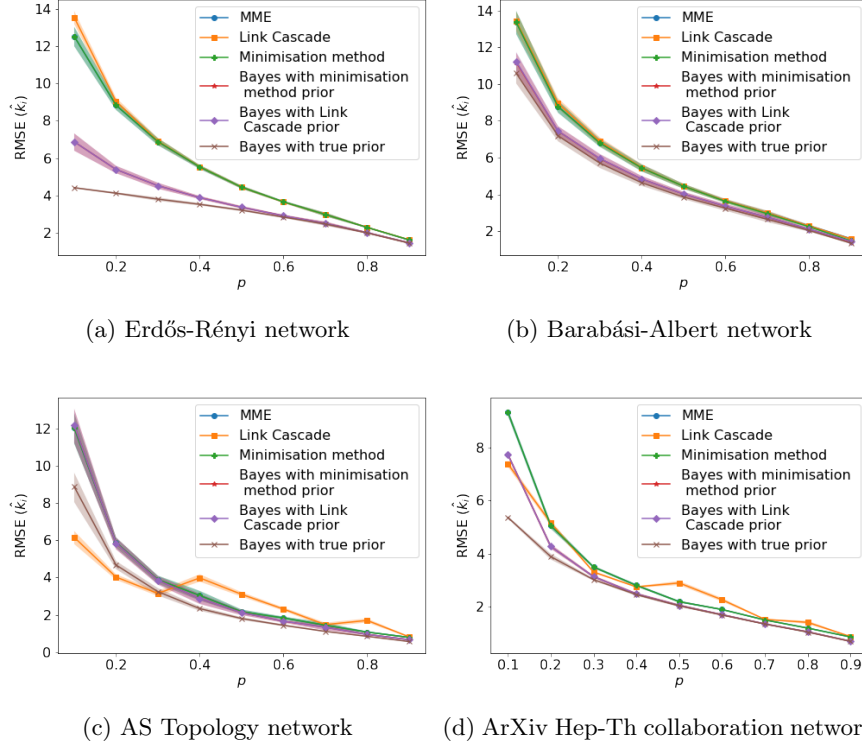 14
12
10
8
6
4
2
RMSE (k̂ᵢ)
0.2
0.4
0.6
0.8
p
MME
Link Cascade
Minimisation method
Bayes with minimisation
method prior
Bayes with Link
Cascade prior
Bayes with true prior
(a) Erdős-Rényi network
14
12
10
8
6
4
2
RMSE (k̂ᵢ)
0.2
0.4
0.6
0.8
p
MME
Link Cascade
Minimisation method
Bayes with minimisation
method prior
Bayes with Link
Cascade prior
Bayes with true prior
(b) Barabási-Albert network
12
10
8
6
4
2
0
RMSE (k̂ᵢ)
0.2
0.4
0.6
0.8
p
MME
Link Cascade
Minimisation method
Bayes with minimisation
method prior
Bayes with Link
Cascade prior
Bayes with true prior
(c) AS Topology network
8
6
4
2
RMSE (k̂ᵢ)
0.1 0.2 0.3 0.4 0.5 0.6 0.7 0.8 0.9
p
MME
Link Cascade
Minimisation method
Bayes with minimisation
method prior
Bayes with Link
Cascade prior
Bayes with true prior
(d) ArXiv Hep-Th collaboration networ